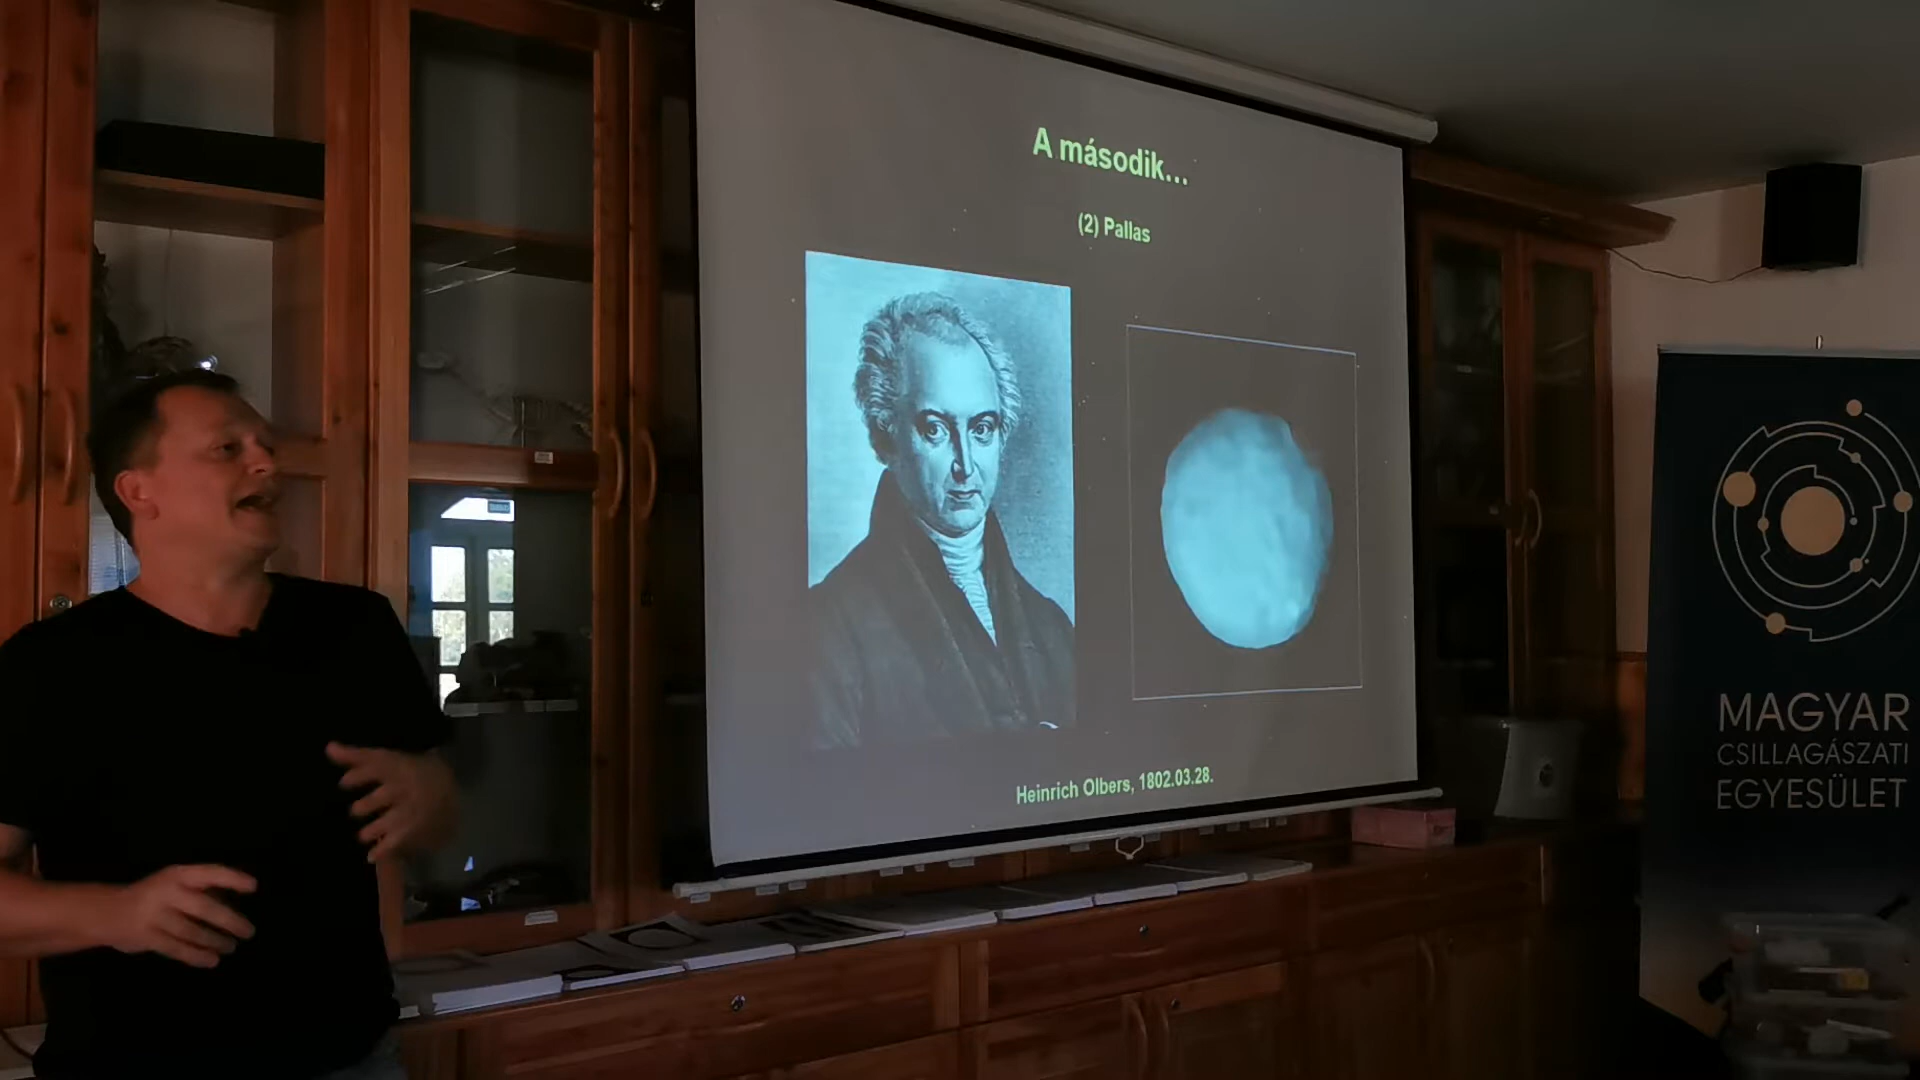 A második...
(2) Pallas
Heinrich Olbers, 1802.03.28.
MAGYAR
CSILLAGÁSZATI
EGYESÜLET